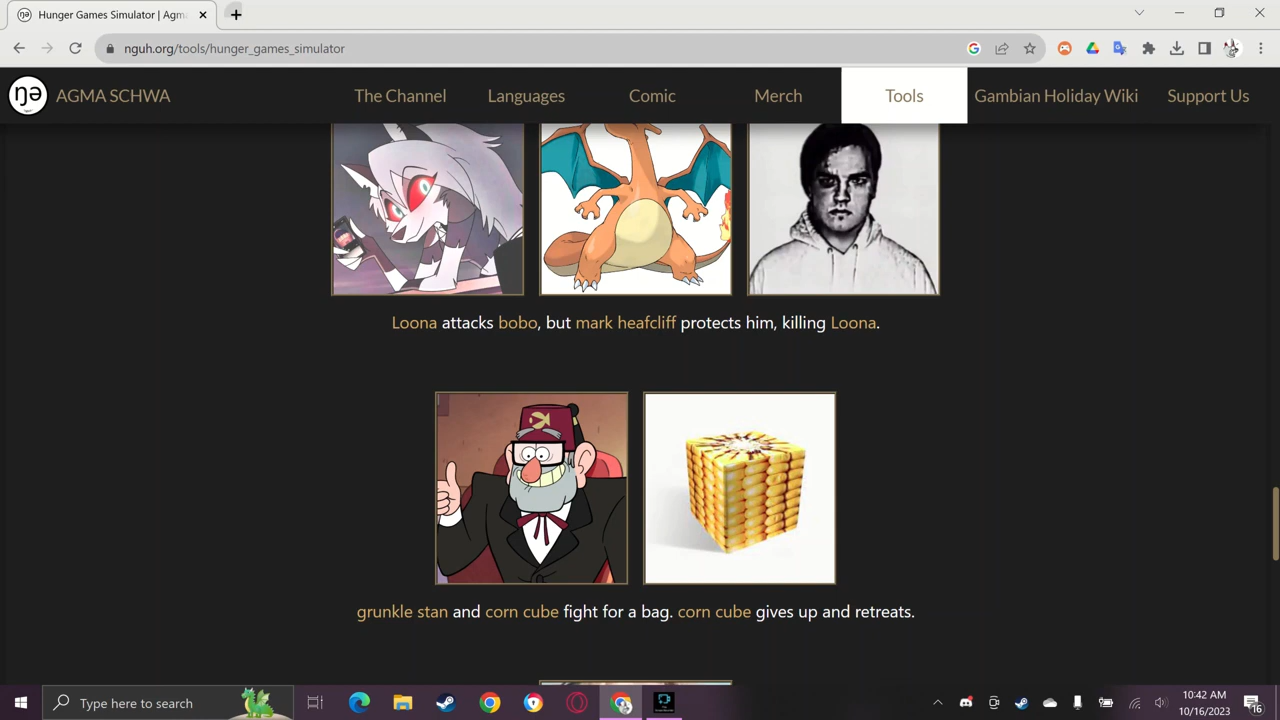 Hunger Games Simulator | Agma
nguh.org/tools/hunger_games_simulator
ŋə AGMA SCHWA The Channel Languages Comic Merch Tools Gambian Holiday Wiki Support Us
Loona attacks bobo, but mark heafcliff protects him, killing Loona.
grunkle stan and corn cube fight for a bag. corn cube gives up and retreats.
Type here to search
10:42 AM
10/16/2023
16